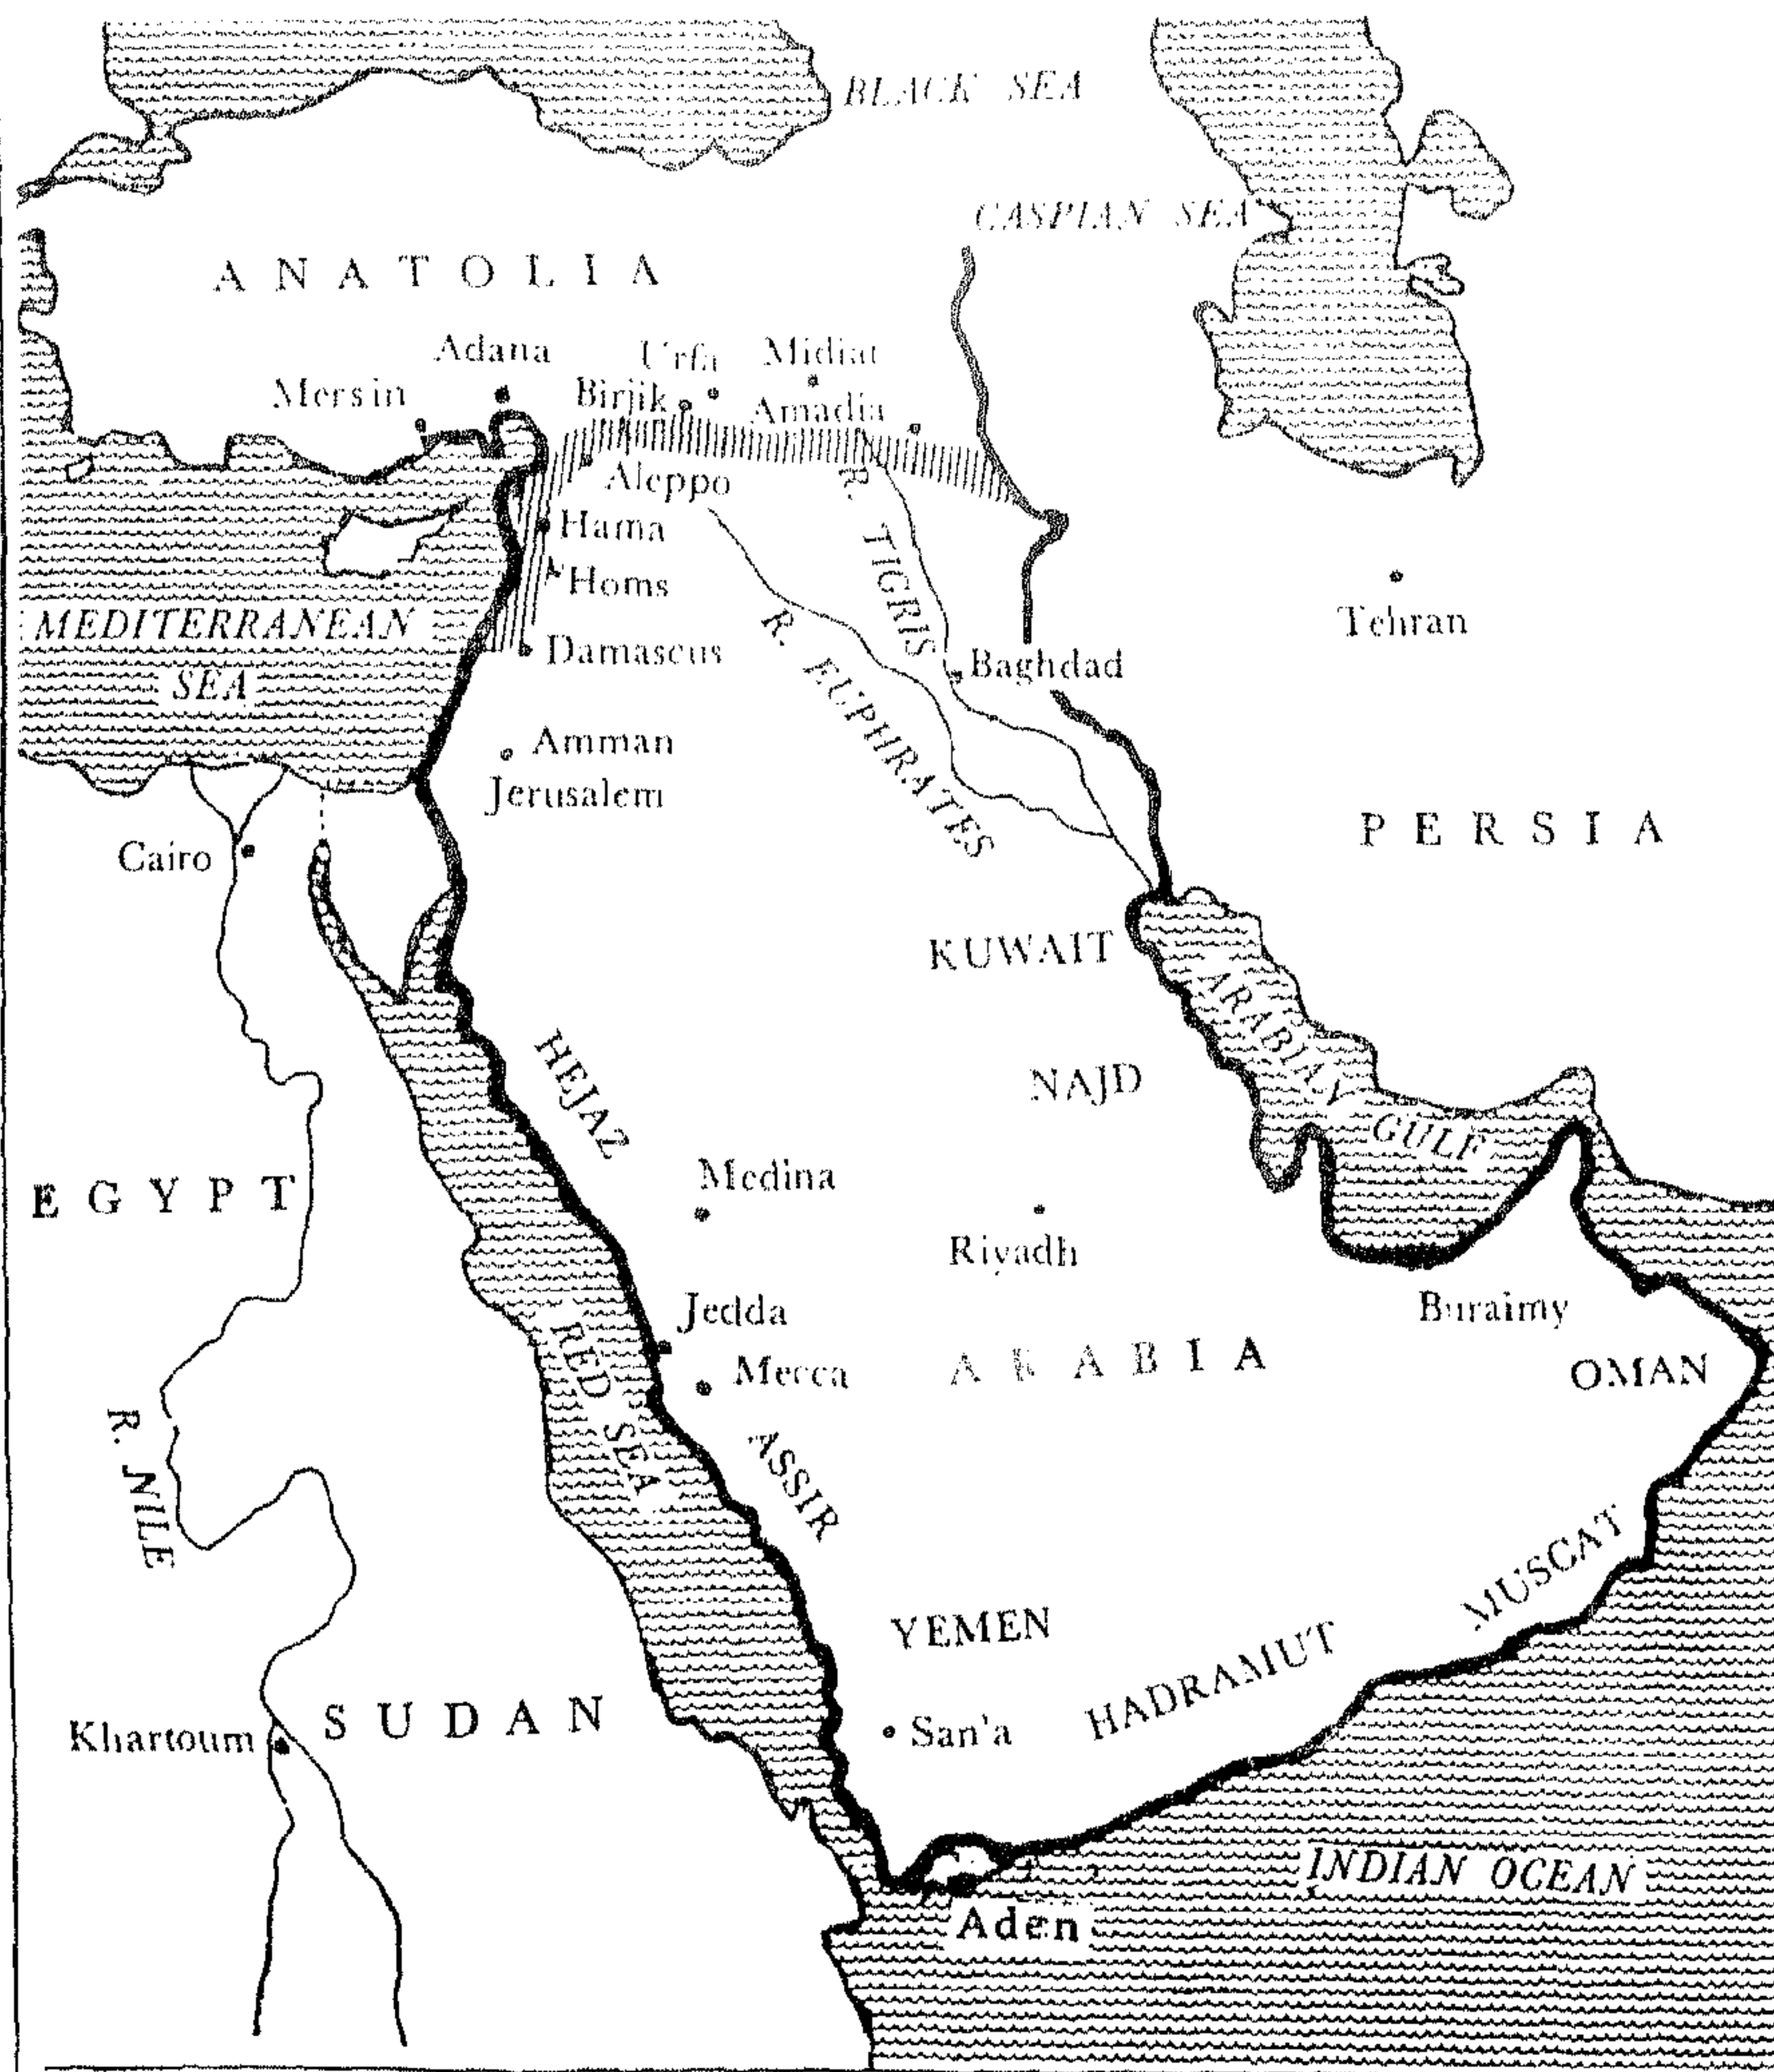 BLACK SEA
CASPIAN SEA
ANATOLIA
Adana
Urfa
Midiat
Mersin
Birjik
Amadia
Aleppo
Hama
Homs
Damascus
R. TIGRIS
R. EUPHRATES
Baghdad
Tehran
MEDITERRANEAN
SEA
Amman
Jerusalem
Cairo
PERSIA
KUWAIT
ARABIAN
GULF
HEJAZ
NAJD
Medina
EGYPT
Riyadh
Jedda
Buraimy
Mecca
ARABIA
OMAN
RED SEA
ASSIR
R. NILE
MUSCAT
YEMEN
HADRAMUT
SUDAN
Khartoum
San'a
INDIAN OCEAN
Aden